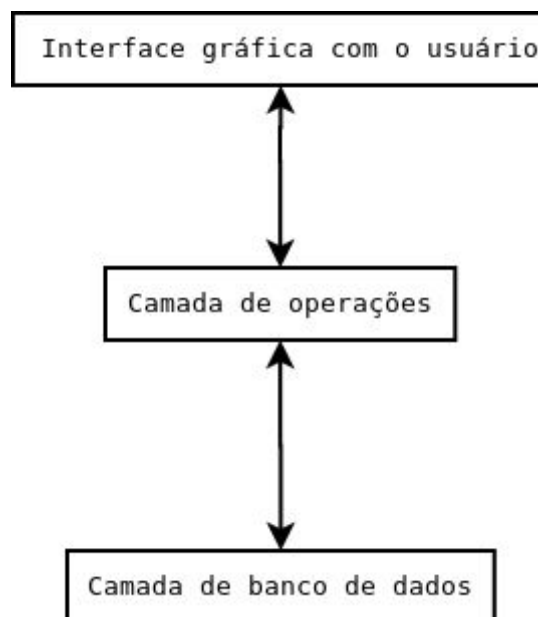 Interface gráfica com o usuário
Camada de operações
Camada de banco de dados